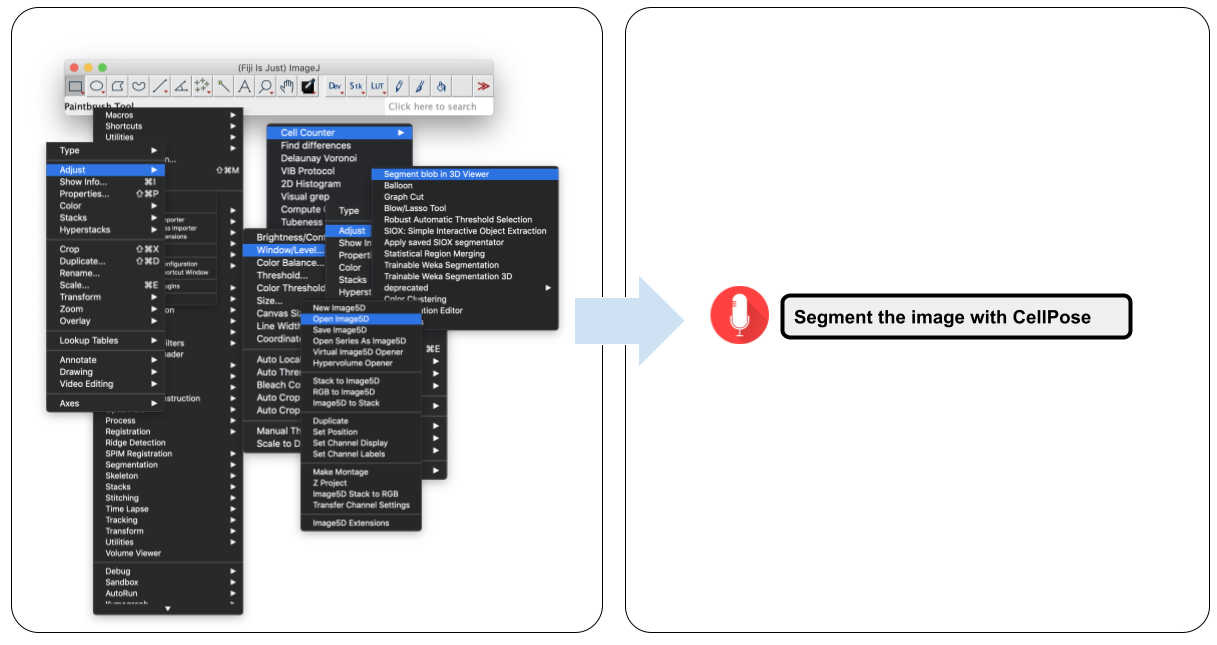 (Fiji Is Just) ImageJ
Dev
Stk
LUT
Paintbrush Tool
Click here to search
Macros
Shortcuts
Utilities
⇧⌘M
Type
Adjust
Show Info... ⌘I
Properties... ⇧⌘P
Color
Stacks
Hyperstacks
Crop ⇧⌘X
Duplicate... ⇧⌘D
Rename...
Scale... ⌘E
Transform
Zoom
Overlay
Lookup Tables
Annotate
Drawing
Video Editing
Axes
Process
Registration
Ridge Detection
SPIM Registration
Segmentation
Skeleton
Stacks
Stitching
Time Lapse
Tracking
Transform
Utilities
Volume Viewer
Debug
Sandbox
AutoRun
Cell Counter
Find differences
Delaunay Voronoi
VIB Protocol
2D Histogram
Visual grep
Compute
Tubeness
Type
Adjust
Show In
Properti
Color
Stacks
Hyperst
⌘E
Brightness/Con
Window/Level...
Color Balance...
Threshold...
Color Threshold
Size...
Canvas Si
Line Widt
Coordinat
Auto Loca
Auto Thre
Bleach Co
Auto Crop
Auto Crop
Manual Th
Scale to D
Segment blob in 3D Viewer
Balloon
Graph Cut
Blow/Lasso Tool
Robust Automatic Threshold Selection
SIOX: Simple Interactive Object Extraction
Apply saved SIOX segmentator
Statistical Region Merging
Trainable Weka Segmentation
Trainable Weka Segmentation 3D
deprecated
Color Clustering
Editor
New Image5D
Open Image5D
Save Image5D
Open Series As Image5D
Virtual Image5D Opener
Hypervolume Opener
Stack to Image5D
RGB to Image5D
Image5D to Stack
Duplicate
Set Position
Set Channel Display
Set Channel Labels
Make Montage
Z Project
Image5D Stack to RGB
Transfer Channel Settings
Image5D Extensions
Segment the image with CellPose